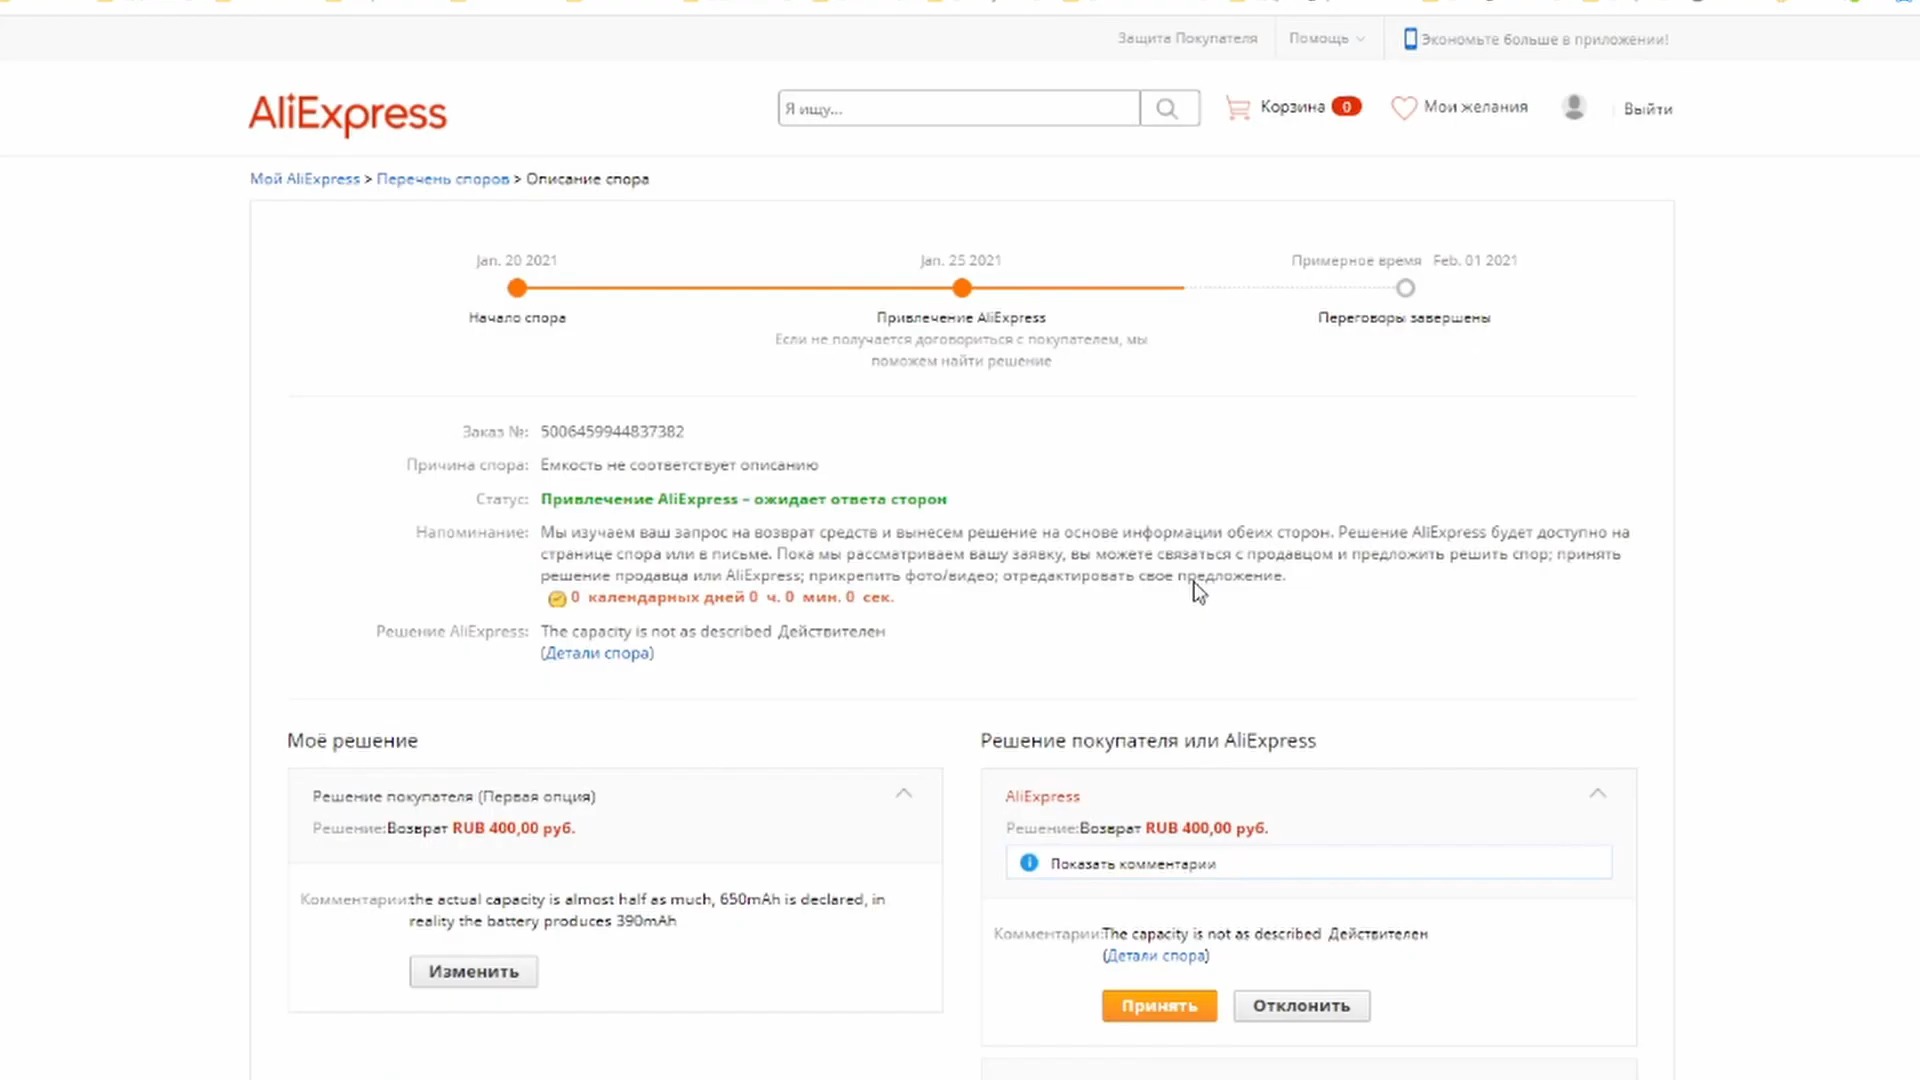 Защита Покупателя
Помощь
Экономьте больше в приложении!
AliExpress
Я ищу...
Корзина 0
Мои желания
Выйти
Мой AliExpress > Перечень споров > Описание спора
Jan. 20 2021
Jan. 25 2021
Примерное время Feb. 01 2021
Начало спора
Привлечение AliExpress
Переговоры завершены
Если не получается договориться с покупателем, мы
поможем найти решение
Заказ №: 5006459944837382
Причина спора: Емкость не соответствует описанию
Статус: Привлечение AliExpress – ожидает ответа сторон
Напоминание: Мы изучаем ваш запрос на возврат средств и вынесем решение на основе информации обеих сторон. Решение AliExpress будет доступно на
странице спора или в письме. Пока мы рассматриваем вашу заявку, вы можете связаться с продавцом и предложить решить спор; принять
решение продавца или AliExpress; прикрепить фото/видео; отредактировать свое предложение.
0 календарных дней 0 ч. 0 мин. 0 сек.
Решение AliExpress: The capacity is not as described Действителен
(Детали спора)
Моё решение
Решение покупателя (Первая опция)
Решение:Возврат RUB 400,00 руб.
Комментарии:the actual capacity is almost half as much, 650mAh is declared, in
reality the battery produces 390mAh
Изменить
Решение покупателя или AliExpress
AliExpress
Решение:Возврат RUB 400,00 руб.
Показать комментарии
Комментарии:The capacity is not as described Действителен
(Детали спора)
Принять
Отклонить